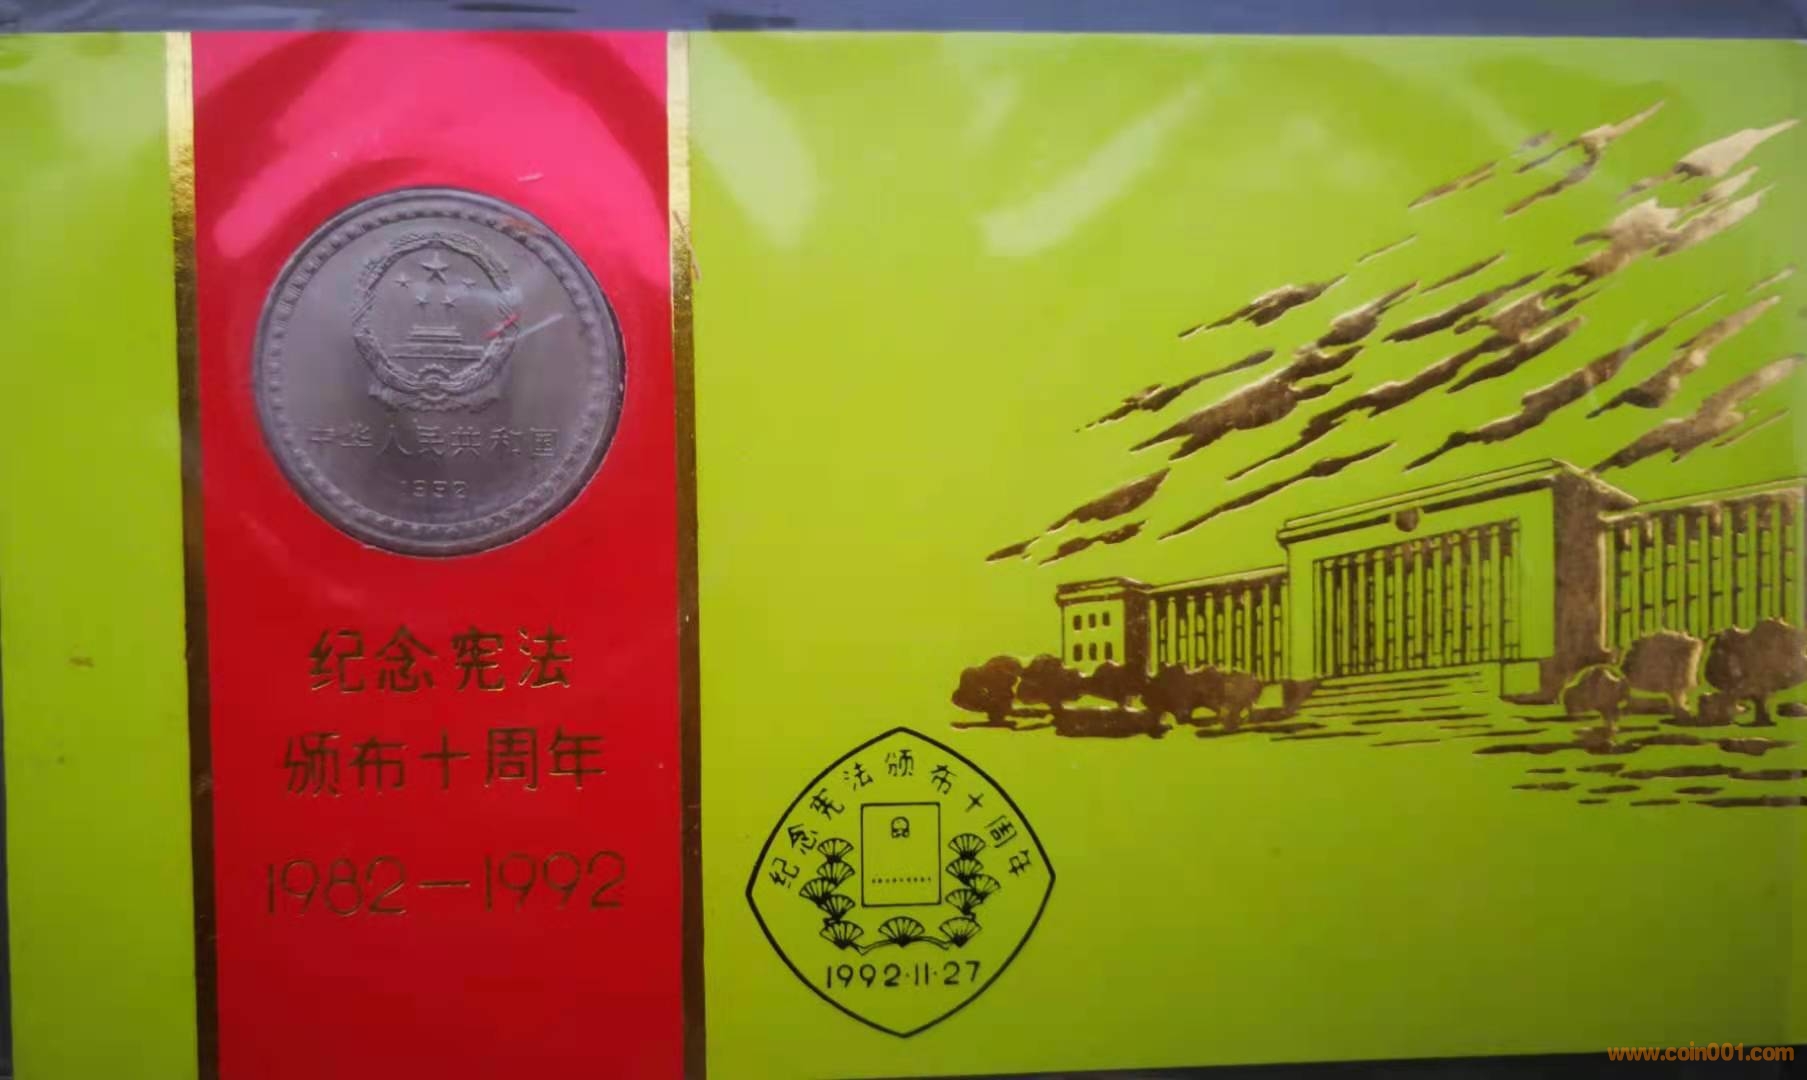 中华人民共和国
1992
纪念宪法
颁布十周年
1982—1992
纪念宪法颁布十周年
1992·11·27
www.coin001.com